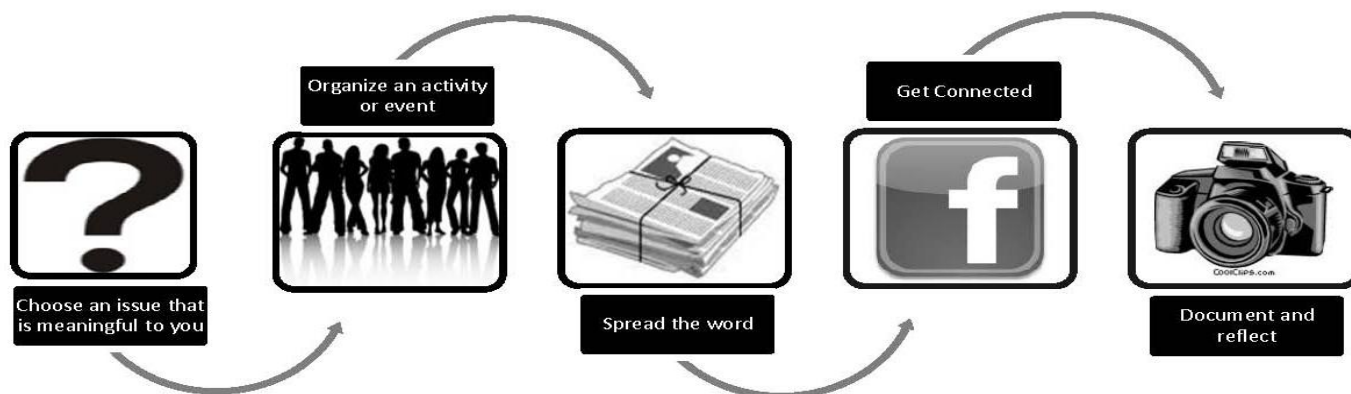 Choose an issue that
is meaningful to you
Organize an activity
or event
Spread the word
f
Get Connected
COOLCLIPS.COM
Document and
reflect